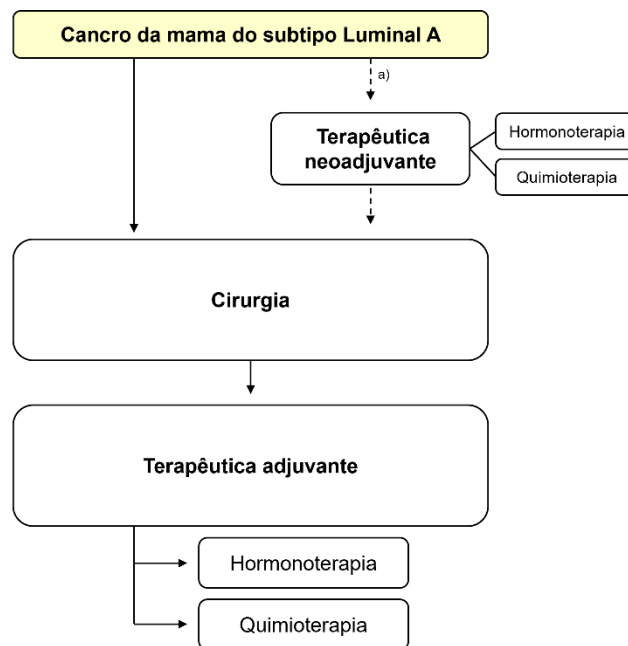 Cancro da mama do subtipo Luminal A
a)
Terapêutica
neoadjuvante
Hormonoterapia
Quimioterapia
Cirurgia
Terapêutica adjuvante
Hormonoterapia
Quimioterapia